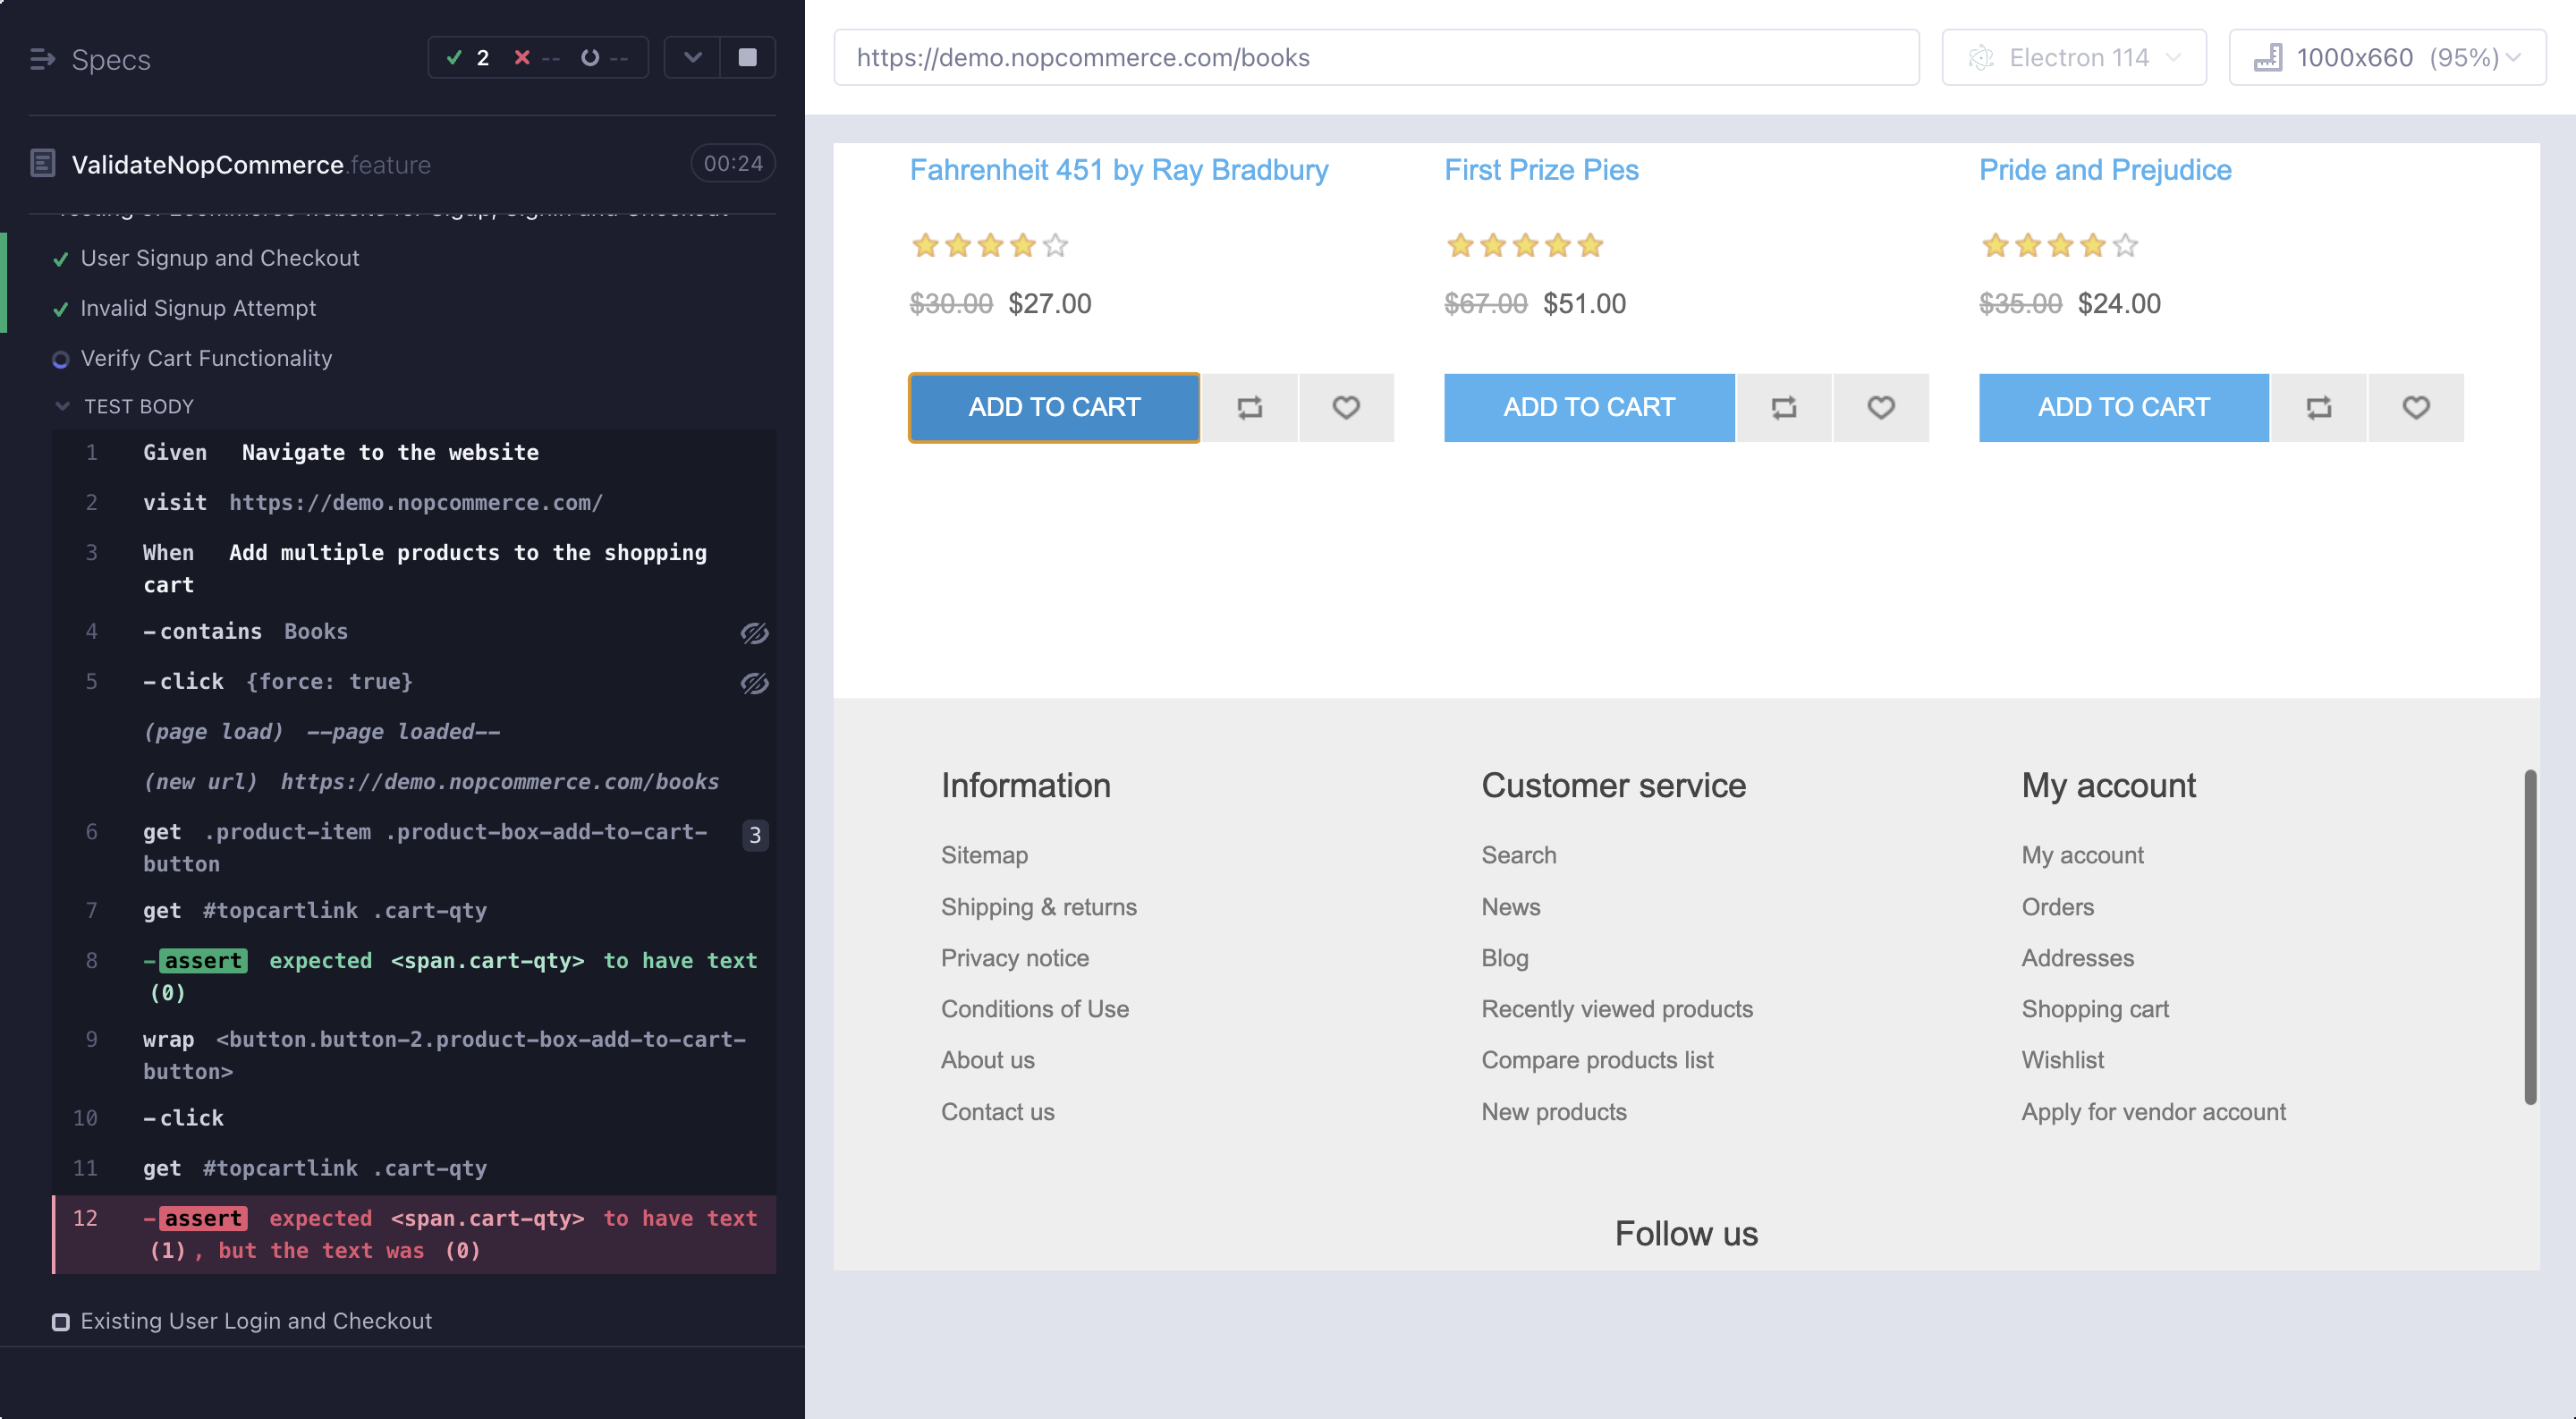 Specs
2 -- --
ValidateNopCommerce.feature 00:24
User Signup and Checkout
Invalid Signup Attempt
Verify Cart Functionality
TEST BODY
1 Given Navigate to the website
2 visit https://demo.nopcommerce.com/
3 When Add multiple products to the shopping
cart
4 -contains Books
5 -click {force: true}
(page load) --page loaded--
(new url) https://demo.nopcommerce.com/books
6 get .product-item .product-box-add-to-cart-
button 3
7 get #topcartlink .cart-qty
8 -assert expected <span.cart-qty> to have text
(0)
9 wrap <button.button-2.product-box-add-to-cart-
button>
10 -click
11 get #topcartlink .cart-qty
12 -assert expected <span.cart-qty> to have text
(1), but the text was (0)
Existing User Login and Checkout
https://demo.nopcommerce.com/books
Electron 114
1000x660 (95%)
Fahrenheit 451 by Ray Bradbury
$30.00 $27.00
ADD TO CART
First Prize Pies
$67.00 $51.00
ADD TO CART
Pride and Prejudice
$35.00 $24.00
ADD TO CART
Information
Sitemap
Shipping & returns
Privacy notice
Conditions of Use
About us
Contact us
Customer service
Search
News
Blog
Recently viewed products
Compare products list
New products
My account
My account
Orders
Addresses
Shopping cart
Wishlist
Apply for vendor account
Follow us